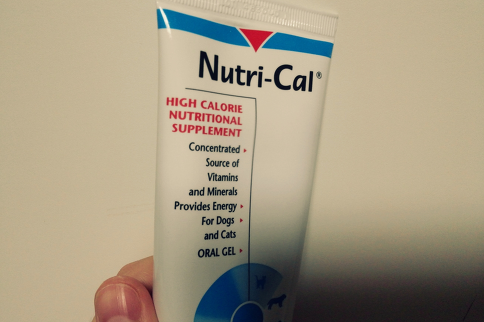 Nutri-Cal®
HIGH CALORIE
NUTRITIONAL
SUPPLEMENT
Concentrated
Source of
Vitamins
and Minerals
Provides Energy
For Dogs
and Cats
ORAL GEL